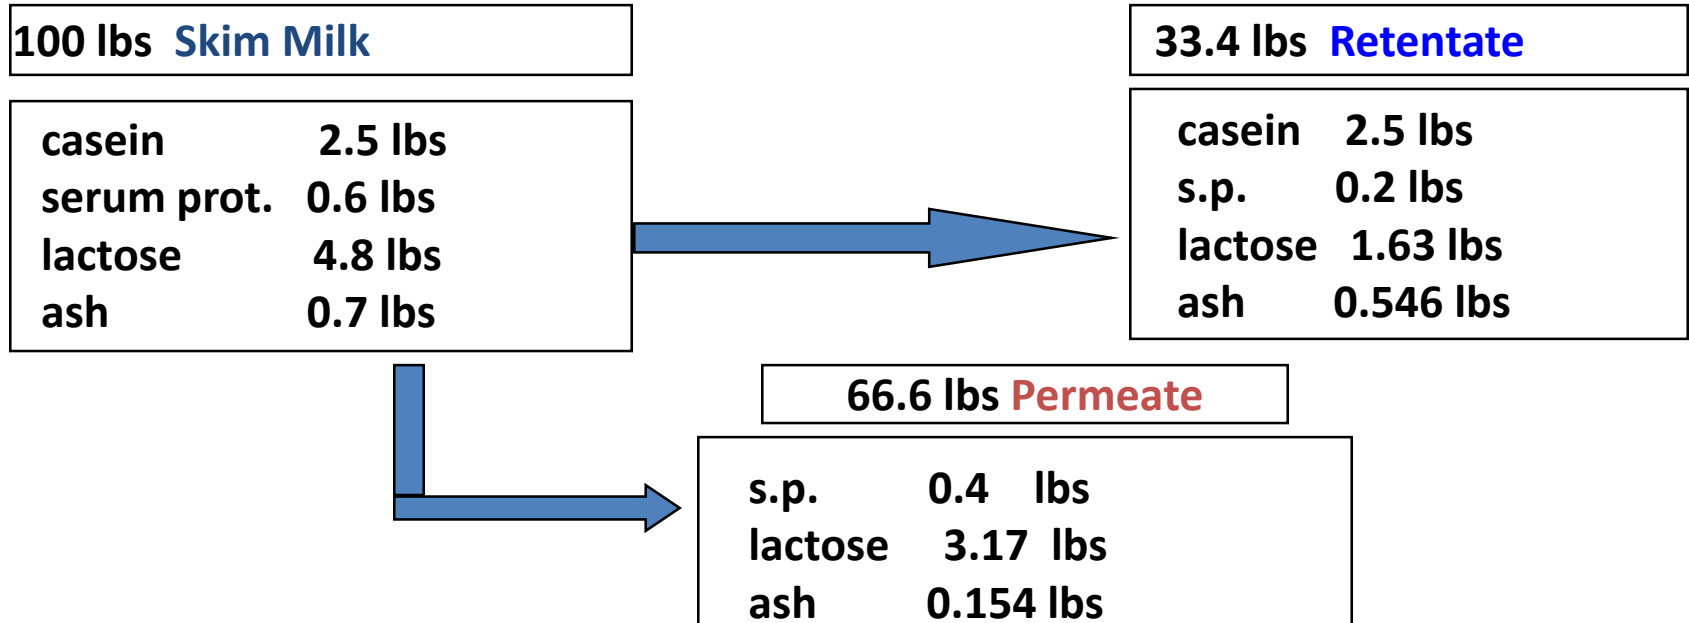 100 lbs Skim Milk
casein 2.5 lbs
serum prot. 0.6 lbs
lactose 4.8 lbs
ash 0.7 lbs
33.4 lbs Retentate
casein 2.5 lbs
s.p. 0.2 lbs
lactose 1.63 lbs
ash 0.546 lbs
66.6 lbs Permeate
s.p. 0.4 lbs
lactose 3.17 lbs
ash 0.154 lbs